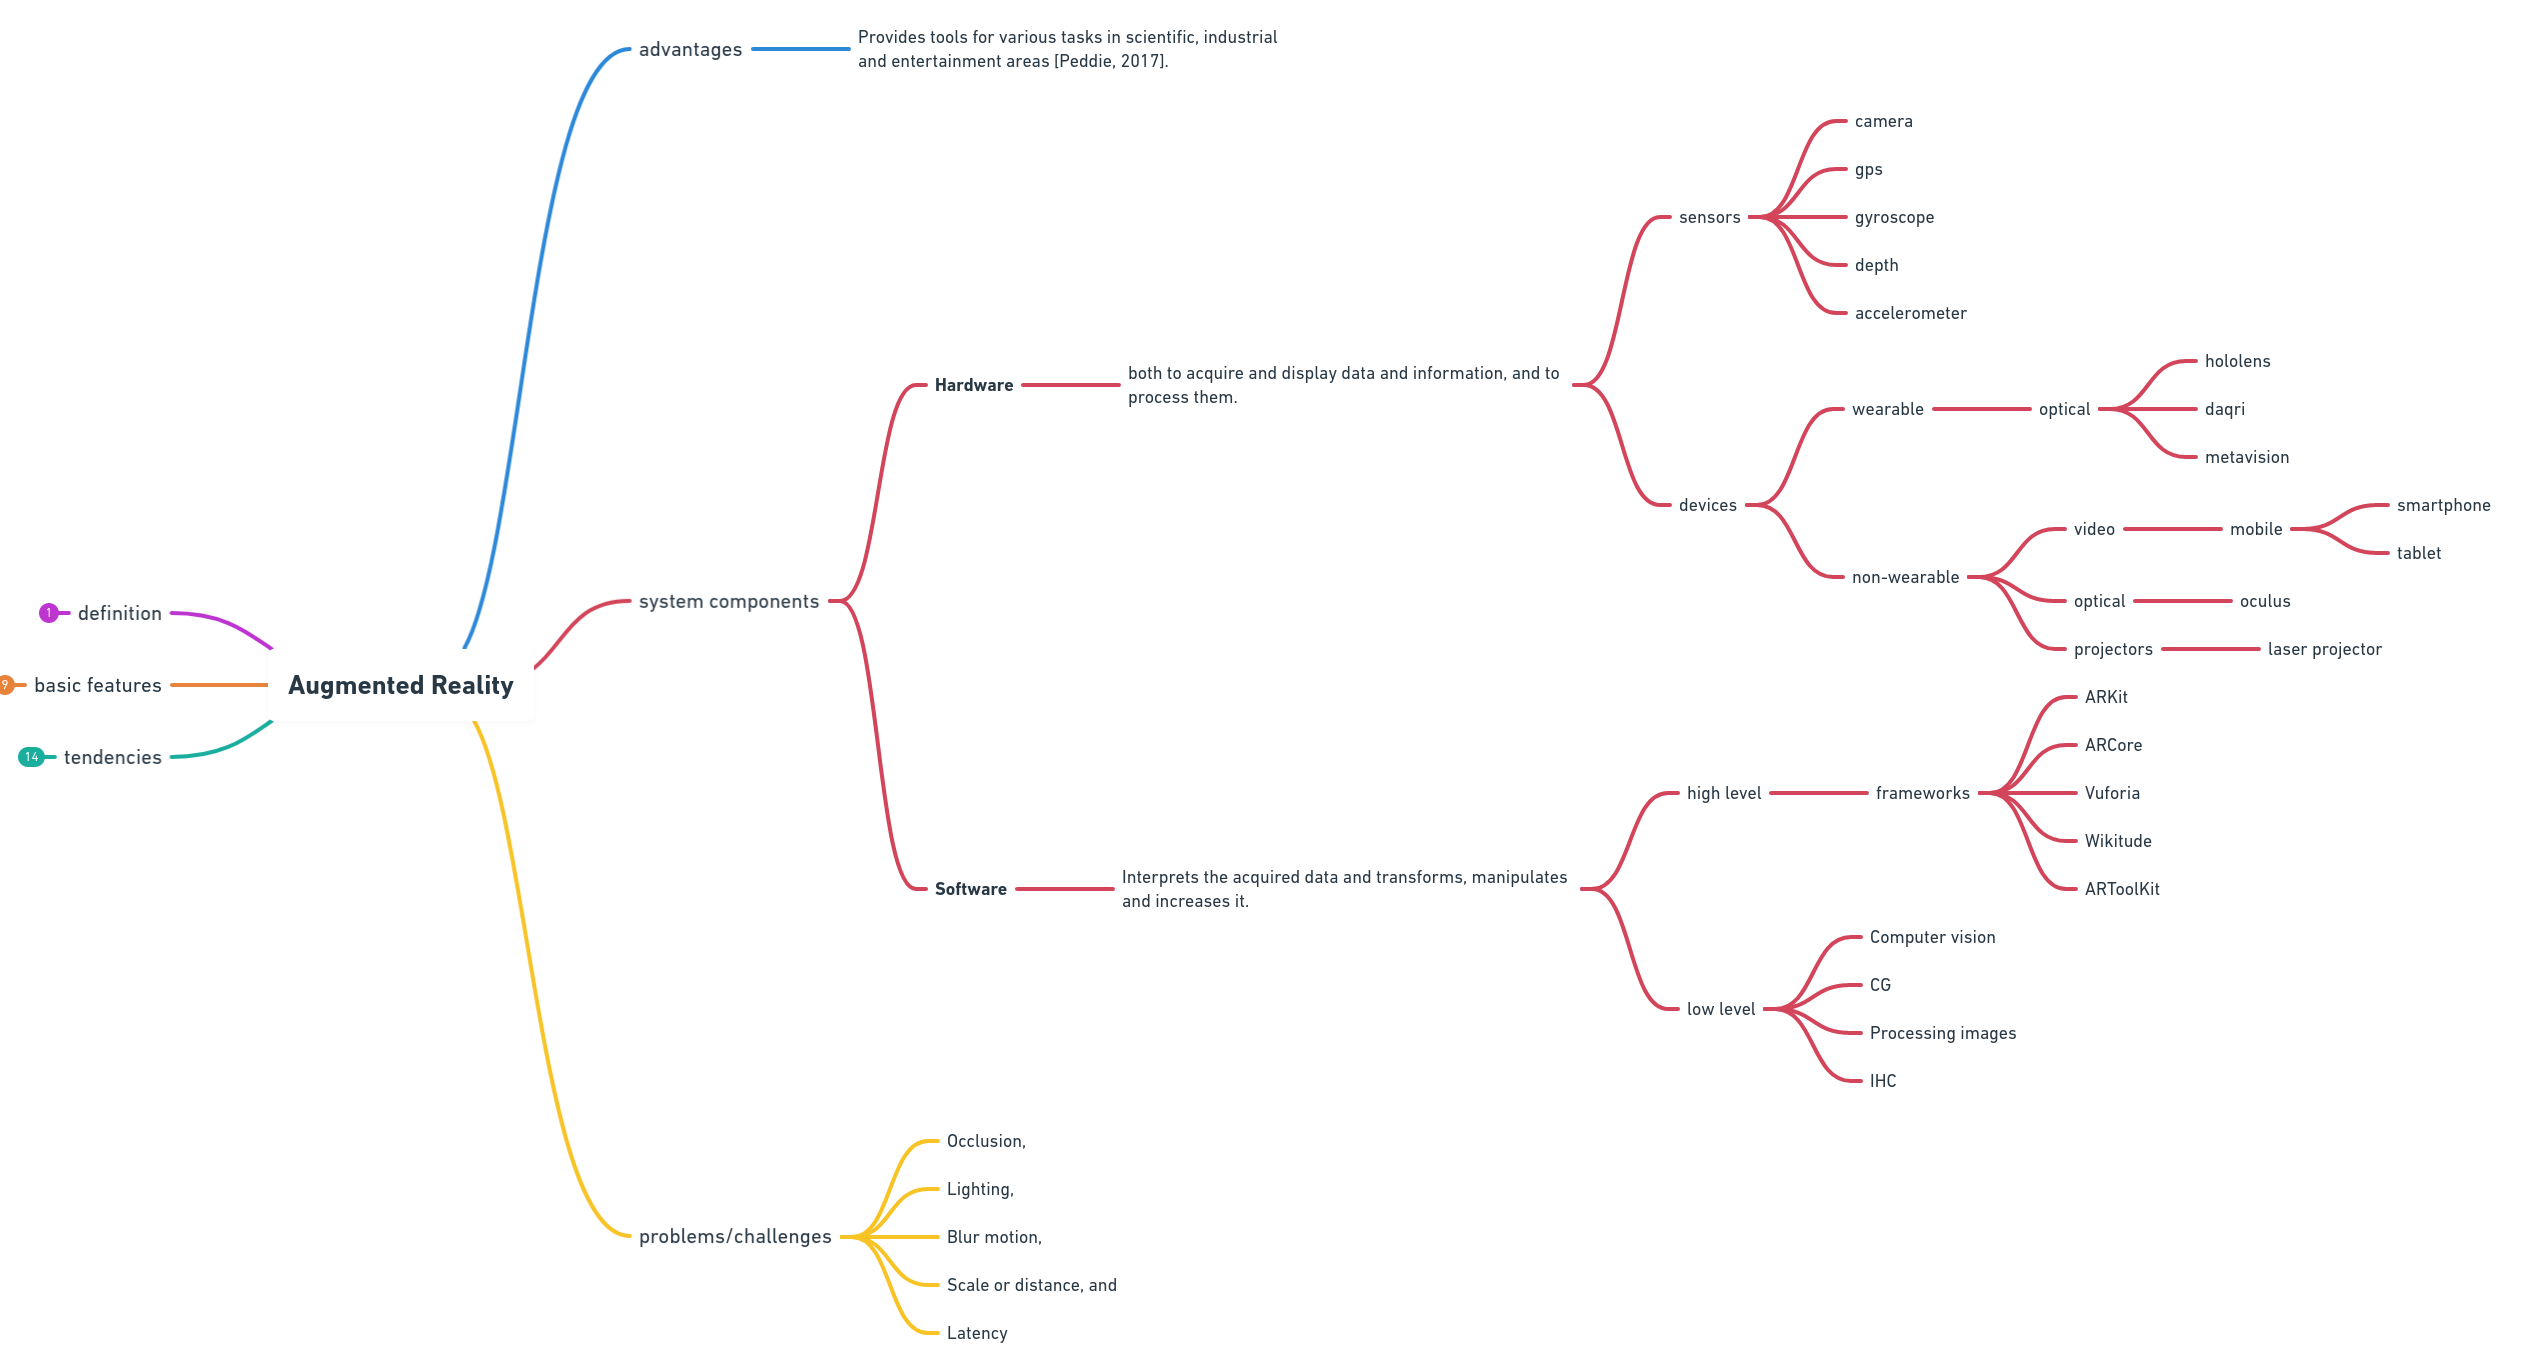 Augmented Reality
1
definition
9
basic features
14
tendencies
advantages
Provides tools for various tasks in scientific, industrial
and entertainment areas [Peddie, 2017].
system components
Hardware
both to acquire and display data and information, and to
process them.
sensors
camera
gps
gyroscope
depth
accelerometer
devices
wearable
optical
hololens
daqri
metavision
non-wearable
video
mobile
smartphone
tablet
optical
oculus
projectors
laser projector
Software
Interprets the acquired data and transforms, manipulates
and increases it.
high level
frameworks
ARKit
ARCore
Vuforia
Wikitude
ARToolKit
low level
Computer vision
CG
Processing images
IHC
problems/challenges
Occlusion,
Lighting,
Blur motion,
Scale or distance, and
Latency